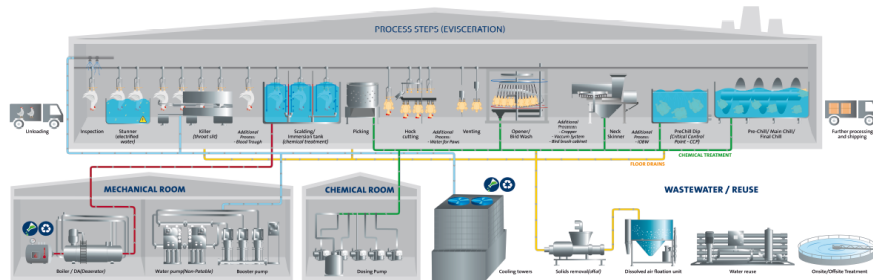 PROCESS STEPS (EVISCERATION)
Unloading
Inspection
Stunner
(electrified
water)
Killer
(throat slit)
Additional
Process:
- Blood Trough
Scalding/
Immersion tank
(chemical treatment)
Picking
Hock
cutting
Additional
Process:
- Water for Paws
Venting
Opener/
Bird Wash
Additional
Processes:
- Cropper
- Vacuum System
- Bird brush cabinet
Neck
Skinner
Additional
Process:
- IOBW
PreChill Dip
(Critical Control
Point - CCP)
Pre-Chill/ Main Chill/
Final Chill
Further processing
and shipping
CHEMICAL TREATMENT
FLOOR DRAINS
MECHANICAL ROOM
CHEMICAL ROOM
WASTEWATER / REUSE
Boiler / DA(Deaerator)
Water pump(Non-Potable)
Booster pump
Dosing Pump
Cooling towers
Solids removal(offal)
Dissolved air floation unit
Water reuse
Onsite/Offsite Treatment